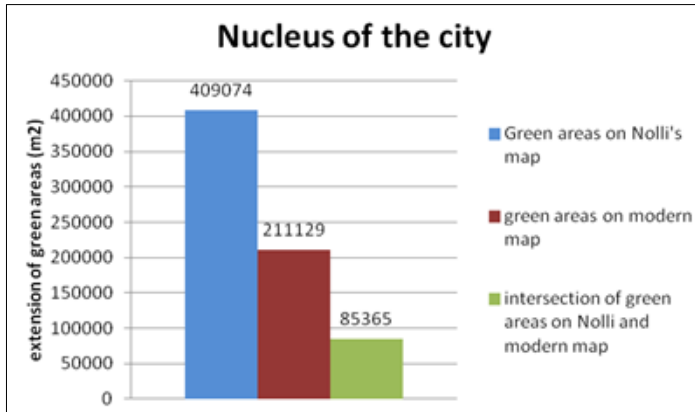 Nucleus of the city
extension of green areas (m2)
450000
400000
350000
300000
250000
200000
150000
100000
50000
0
409074
211129
85365
Green areas on Nolli's
map
green areas on modern
map
intersection of green
areas on Nolli and
modern map